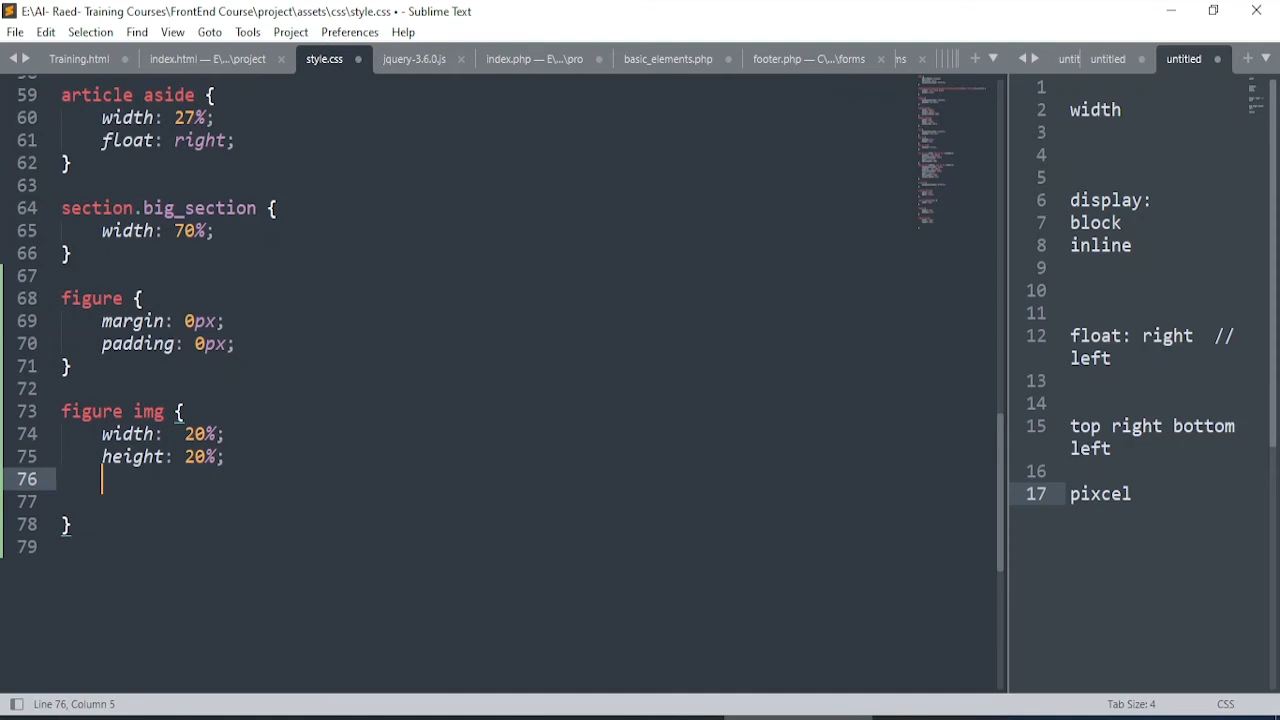 E:\AI- Raed- Training Courses\FrontEnd Course\project\assets\css\style.css • - Sublime Text
File Edit Selection Find View Goto Tools Project Preferences Help
Training.html index.html — E\...\project style.css jquery-3.6.0.js index.php — E\...\pro basic_elements.php footer.php — C\...\forms ns untit untitled untitled
59 article aside {
60 width: 27%;
61 float: right;
62 }
63
64 section.big_section {
65 width: 70%;
66 }
67
68 figure {
69 margin: 0px;
70 padding: 0px;
71 }
72
73 figure img {
74 width: 20%;
75 height: 20%;
76
77
78 }
79
1
2 width
3
4
5
6 display:
7 block
8 inline
9
10
11
12 float: right //
left
13
14
15 top right bottom
left
16
17 pixcel
Line 76, Column 5 Tab Size: 4 CSS